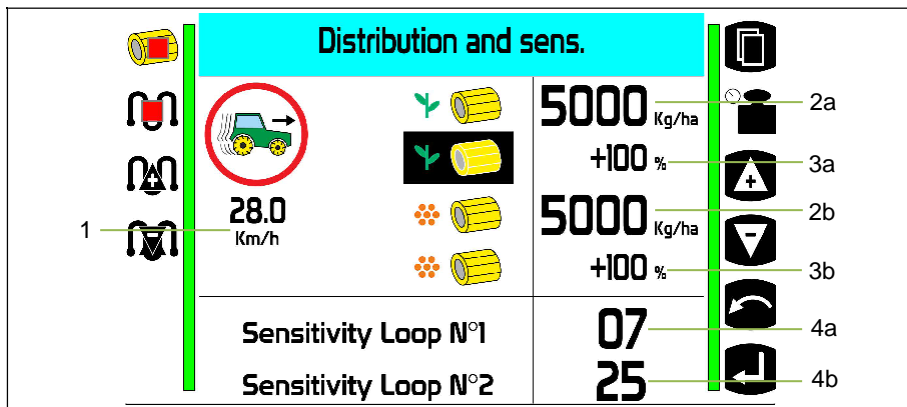 Distribution and sens.
5000 Kg/ha
2a
+100 %
3a
28.0
Km/h
1
5000 Kg/ha
2b
+100 %
3b
Sensitivity Loop N°1
07
4a
Sensitivity Loop N°2
25
4b